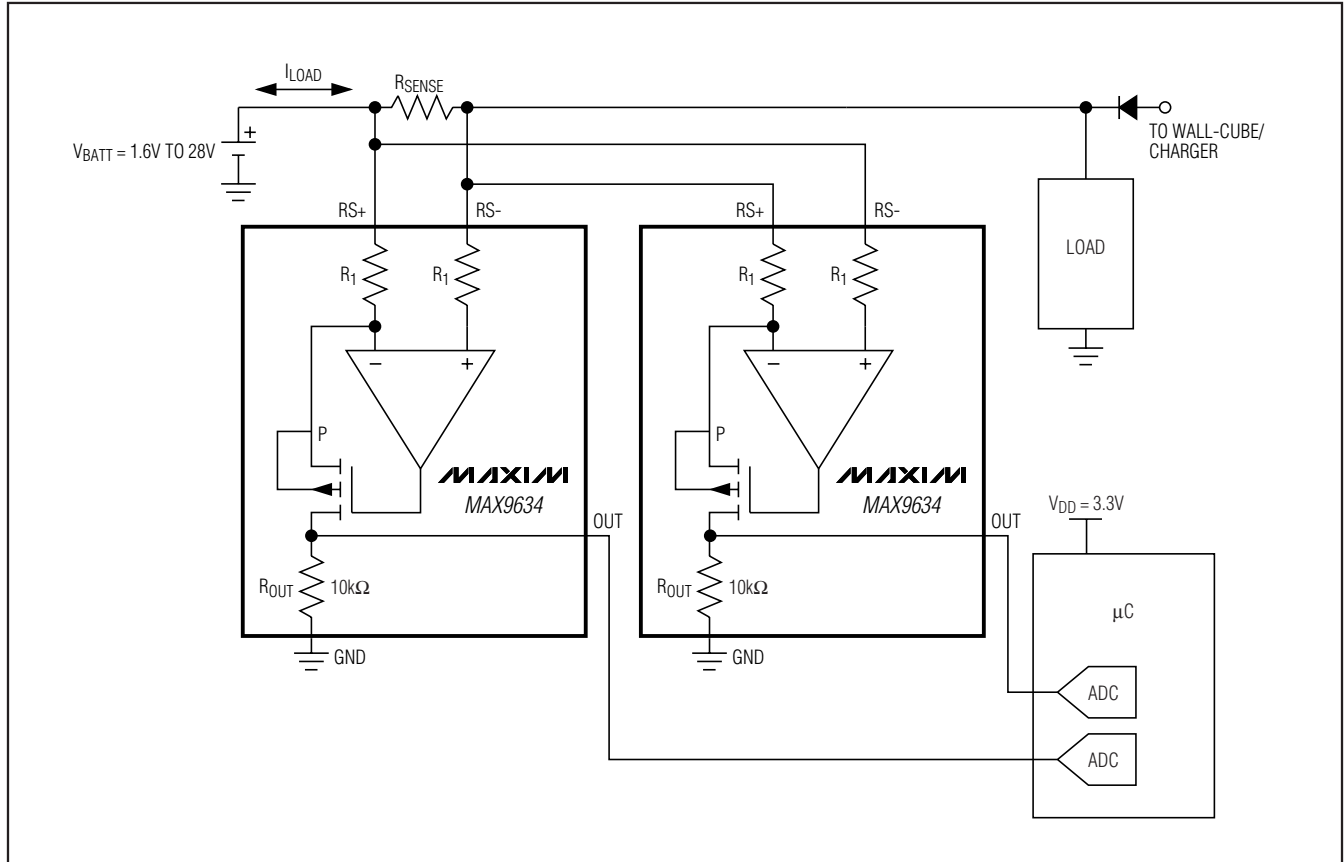 ILOAD
RSENSE
VBATT = 1.6V TO 28V
+
TO WALL-CUBE/
CHARGER
RS+
RS-
RS+
RS-
LOAD
R1
R1
R1
R1
−
+
−
+
P
P
MAXIM
MAX9634
MAXIM
MAX9634
OUT
OUT
VDD = 3.3V
ROUT
10kΩ
ROUT
10kΩ
μC
GND
GND
ADC
ADC